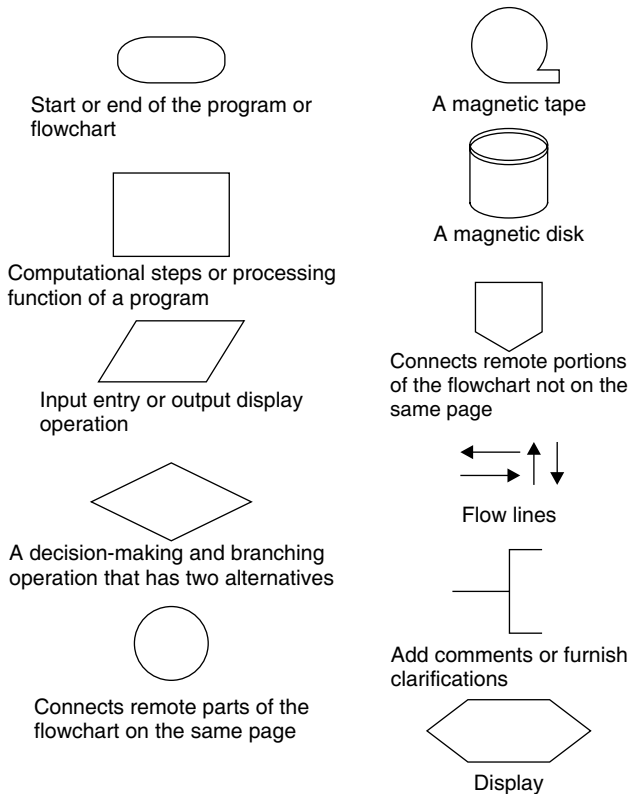 Start or end of the program or
flowchart
Computational steps or processing
function of a program
Input entry or output display
operation
A decision-making and branching
operation that has two alternatives
Connects remote parts of the
flowchart on the same page
A magnetic tape
A magnetic disk
Connects remote portions
of the flowchart not on the
same page
Flow lines
Add comments or furnish
clarifications
Display